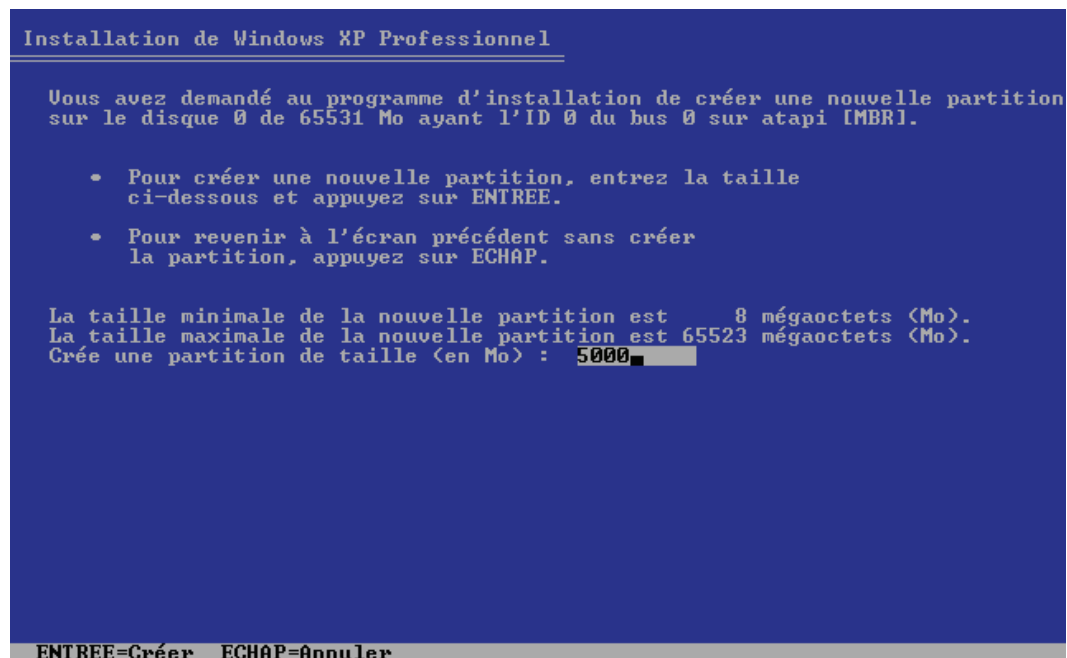 Installation de Windows XP Professionnel
Vous avez demandé au programme d'installation de créer une nouvelle partition
sur le disque 0 de 65531 Mo ayant l'ID 0 du bus 0 sur atapi [MBR].
• Pour créer une nouvelle partition, entrez la taille
ci-dessous et appuyez sur ENTREE.
• Pour revenir à l'écran précédent sans créer
la partition, appuyez sur ECHAP.
La taille minimale de la nouvelle partition est 8 mégaoctets (Mo).
La taille maximale de la nouvelle partition est 65523 mégaoctets (Mo).
Crée une partition de taille (en Mo) : 5000
ENTREE=Créer ECHAP=Annuler